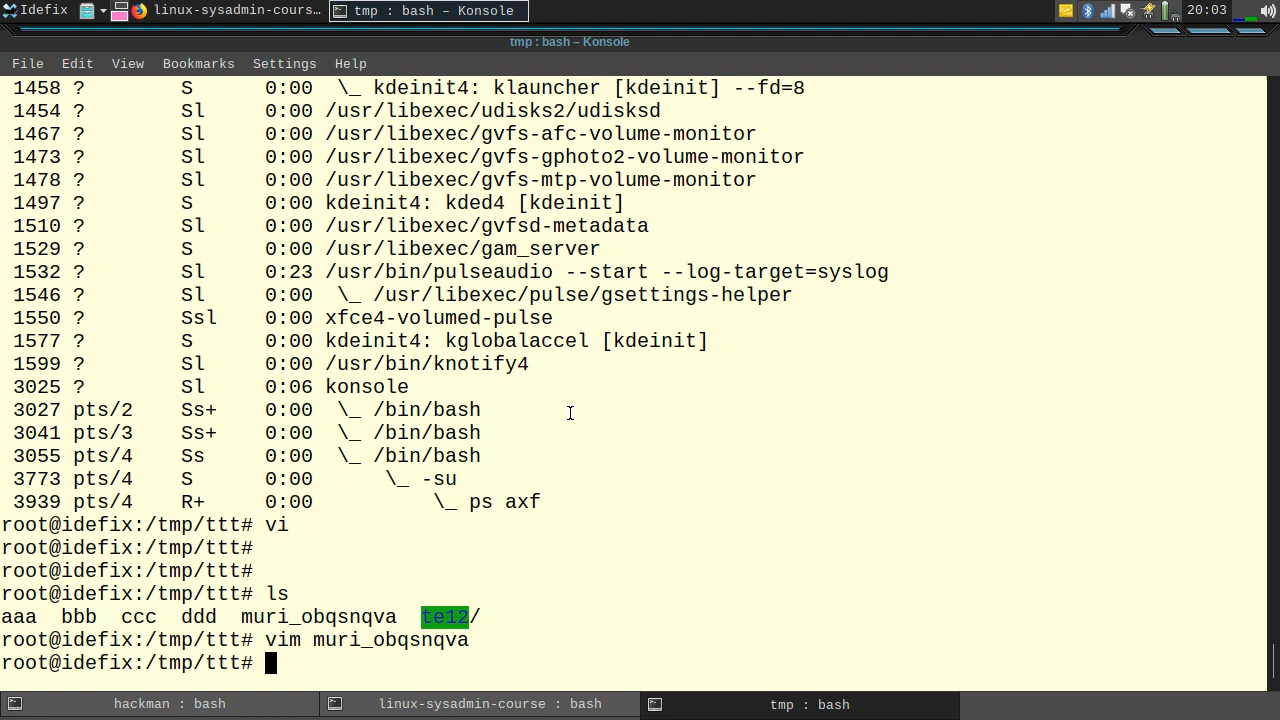 Idefix linux-sysadmin-cours… tmp : bash – Konsole 20:03
tmp : bash – Konsole
File Edit View Bookmarks Settings Help
1458 ? S 0:00 \_ kdeinit4: klauncher [kdeinit] --fd=8
1454 ? Sl 0:00 /usr/libexec/udisks2/udisksd
1467 ? Sl 0:00 /usr/libexec/gvfs-afc-volume-monitor
1473 ? Sl 0:00 /usr/libexec/gvfs-gphoto2-volume-monitor
1478 ? Sl 0:00 /usr/libexec/gvfs-mtp-volume-monitor
1497 ? S 0:00 kdeinit4: kded4 [kdeinit]
1510 ? Sl 0:00 /usr/libexec/gvfsd-metadata
1529 ? S 0:00 /usr/libexec/gam_server
1532 ? Sl 0:23 /usr/bin/pulseaudio --start --log-target=syslog
1546 ? Sl 0:00 \_ /usr/libexec/pulse/gsettings-helper
1550 ? Ssl 0:00 xfce4-volumed-pulse
1577 ? S 0:00 kdeinit4: kglobalaccel [kdeinit]
1599 ? Sl 0:00 /usr/bin/knotify4
3025 ? Sl 0:06 konsole
3027 pts/2 Ss+ 0:00 \_ /bin/bash
3041 pts/3 Ss+ 0:00 \_ /bin/bash
3055 pts/4 Ss 0:00 \_ /bin/bash
3773 pts/4 S 0:00 \_ -su
3939 pts/4 R+ 0:00 \_ ps axf
root@idefix:/tmp/ttt# vi
root@idefix:/tmp/ttt#
root@idefix:/tmp/ttt#
root@idefix:/tmp/ttt# ls
aaa bbb ccc ddd muri_obqsnqva te12/
root@idefix:/tmp/ttt# vim muri_obqsnqva
root@idefix:/tmp/ttt#
hackman : bash linux-sysadmin-course : bash tmp : bash